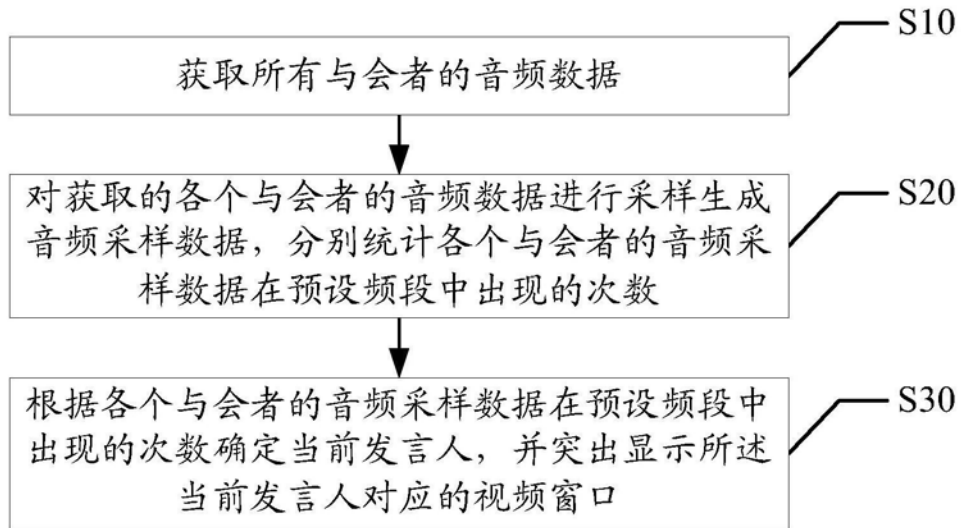 S10
获取所有与会者的音频数据
S20
对获取的各个与会者的音频数据进行采样生成
音频采样数据，分别统计各个与会者的音频采
样数据在预设频段中出现的次数
S30
根据各个与会者的音频采样数据在预设频段中
出现的次数确定当前发言人，并突出显示所述
当前发言人对应的视频窗口